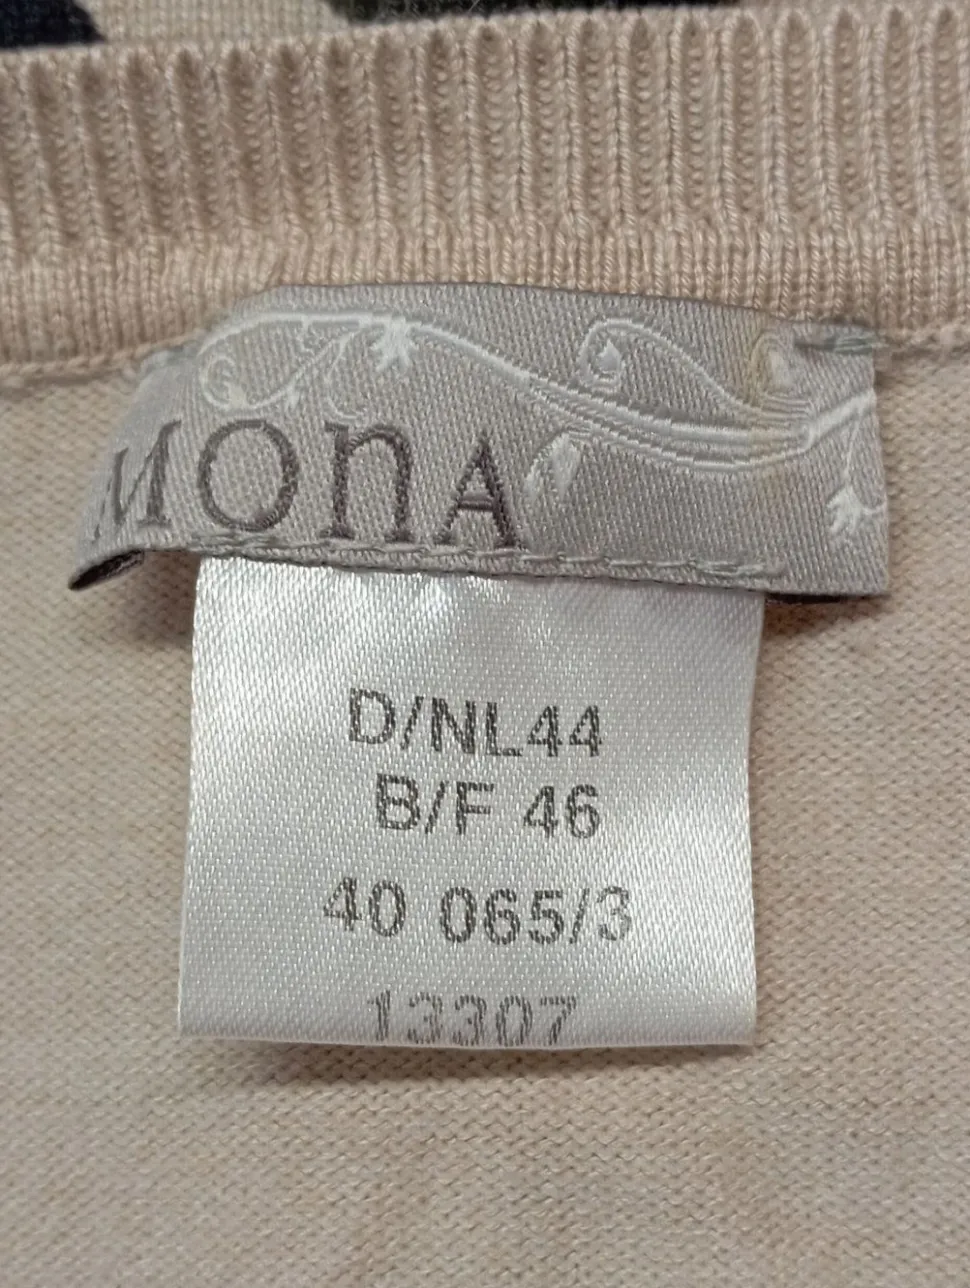 MONA
D/NL44
B/F 46
40 065/3
13307